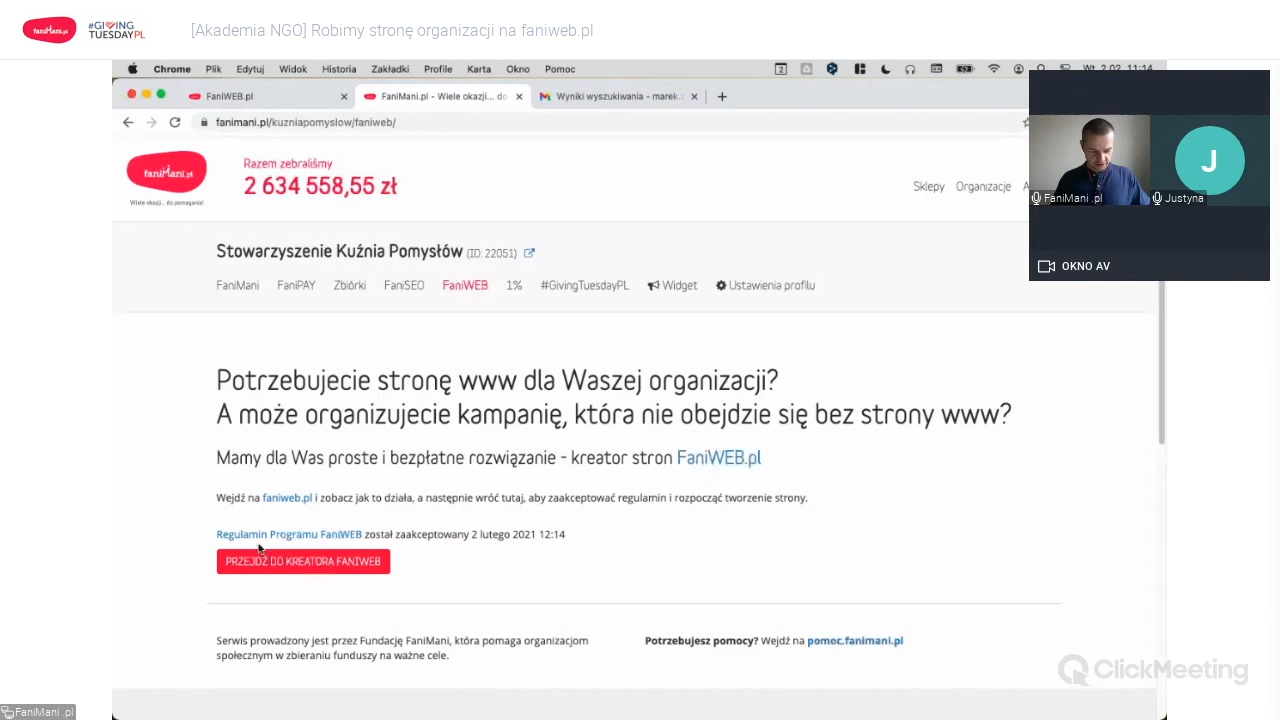 faniMani.pl
#GIVING
TUESDAYPL
[Akademia NGO] Robimy stronę organizacji na faniweb.pl
Chrome Plik Edytuj Widok Historia Zakładki Profile Karta Okno Pomoc
2
Wt. 2.02. 11:14
FaniWEB.pl
FaniMani.pl - Wiele okazji... do
Wyniki wyszukiwania - marek.
fanimani.pl/kuzniapomyslow/faniweb/
faniMani.pl
Wiele okazji... do pomagania!
Razem zebraliśmy
2 634 558,55 zł
Sklepy Organizacje
J
FaniMani .pl
Justyna
OKNO AV
Stowarzyszenie Kuźnia Pomysłów (ID: 22051)
FaniMani FaniPAY Zbiórki FaniSEO FaniWEB 1% #GivingTuesdayPL Widget Ustawienia profilu
Potrzebujecie stronę www dla Waszej organizacji?
A może organizujecie kampanię, która nie obejdzie się bez strony www?
Mamy dla Was proste i bezpłatne rozwiązanie - kreator stron FaniWEB.pl
Wejdź na faniweb.pl i zobacz jak to działa, a następnie wróć tutaj, aby zaakceptować regulamin i rozpocząć tworzenie strony.
Regulamin Programu FaniWEB został zaakceptowany 2 lutego 2021 12:14
PRZEJDŹ DO KREATORA FANIWEB
Serwis prowadzony jest przez Fundację FaniMani, która pomaga organizacjom
społecznym w zbieraniu funduszy na ważne cele.
Potrzebujesz pomocy? Wejdź na pomoc.fanimani.pl
ClickMeeting
FaniMani .pl